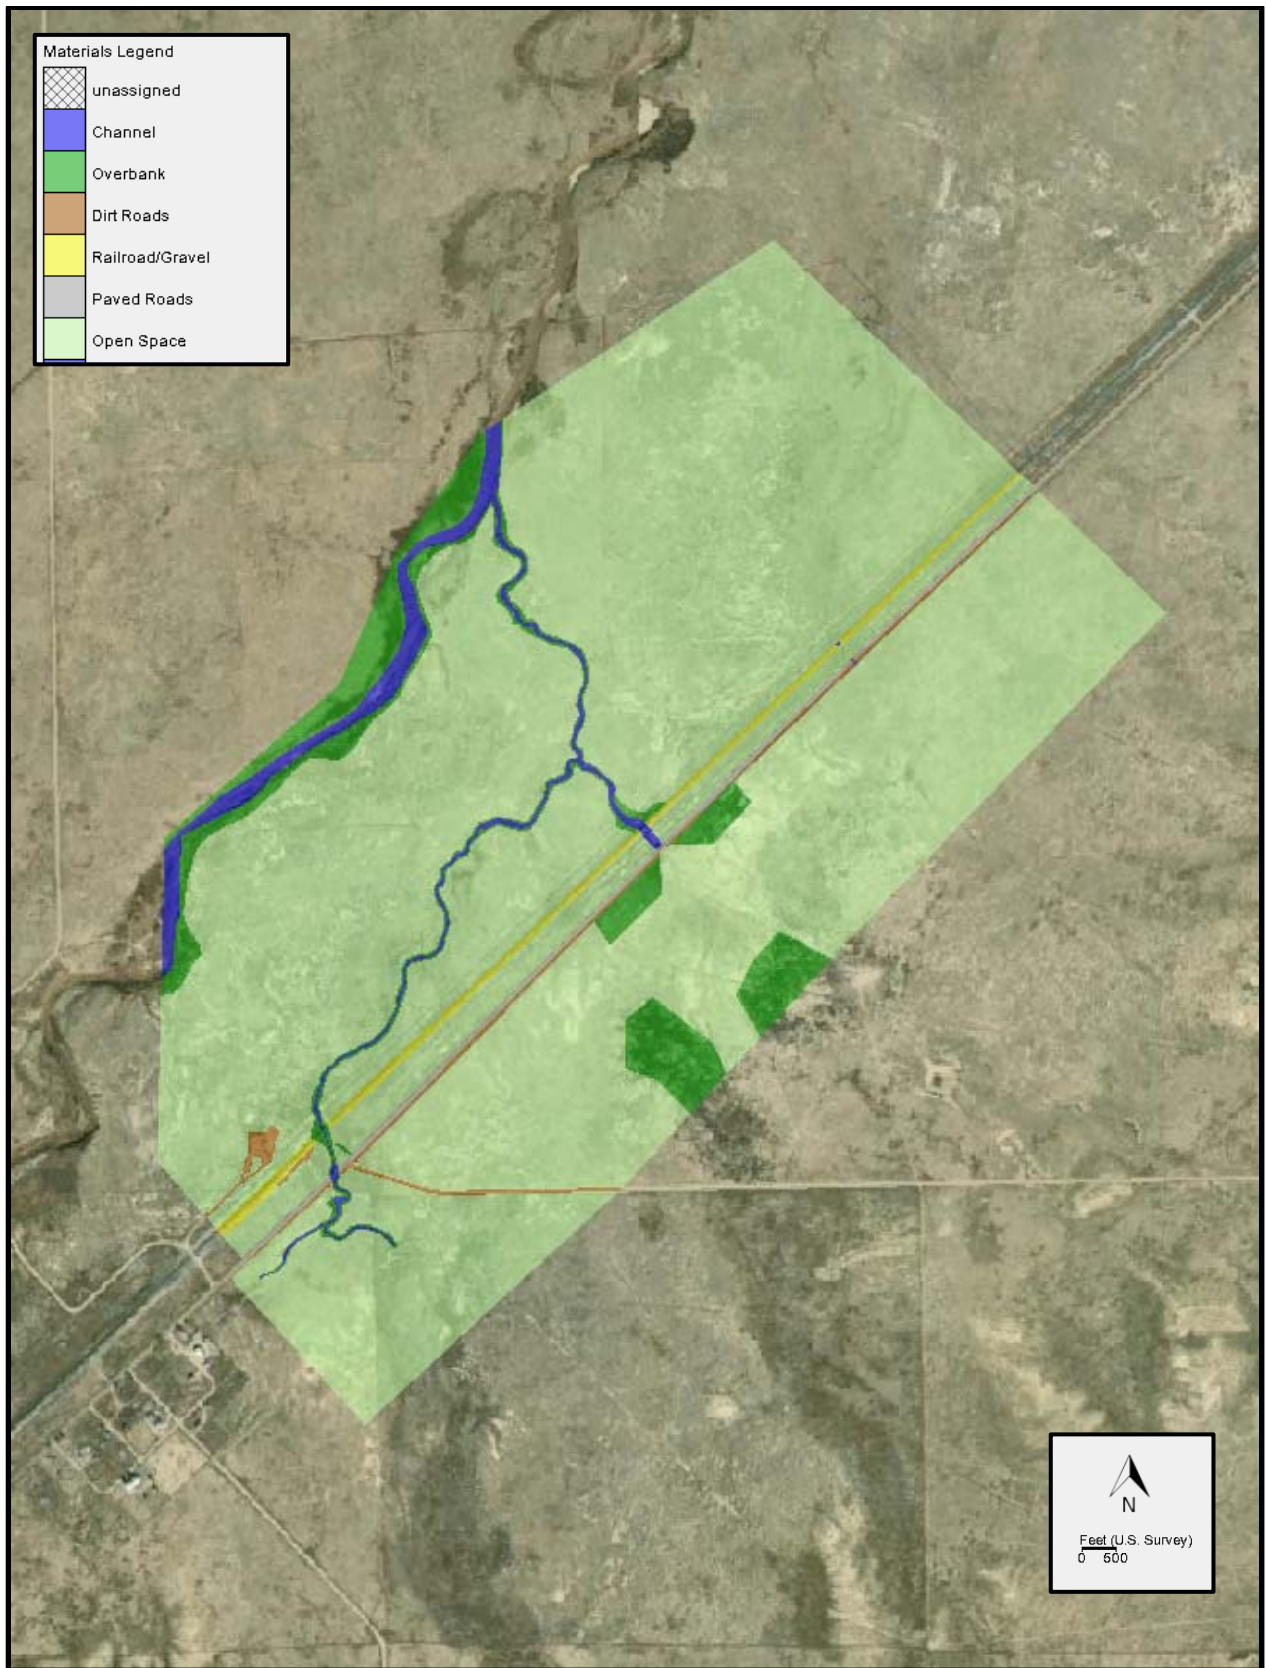 Materials Legend
unassigned
Channel
Overbank
Dirt Roads
Railroad/Gravel
Paved Roads
Open Space
N
Feet (U.S. Survey)
0 500